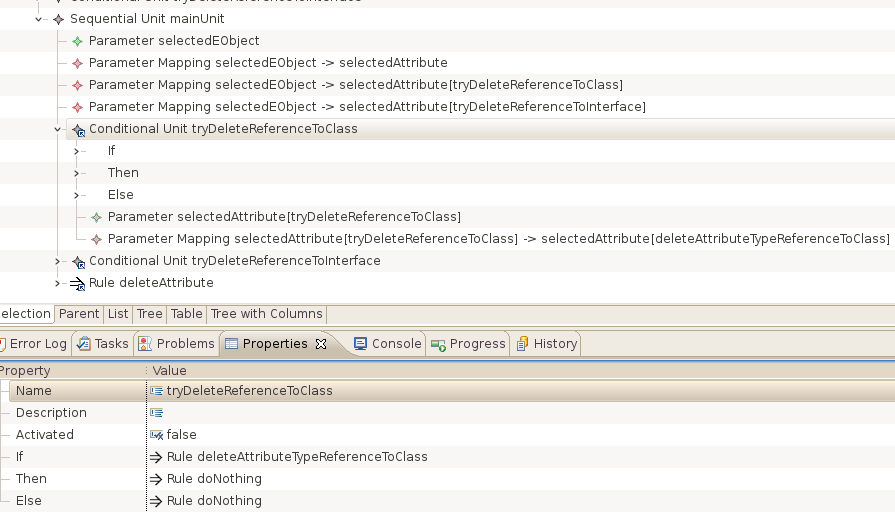 Sequential Unit mainUnit
Parameter selectedEObject
Parameter Mapping selectedEObject -> selectedAttribute
Parameter Mapping selectedEObject -> selectedAttribute[tryDeleteReferenceToClass]
Parameter Mapping selectedEObject -> selectedAttribute[tryDeleteReferenceToInterface]
Conditional Unit tryDeleteReferenceToClass
If
Then
Else
Parameter selectedAttribute[tryDeleteReferenceToClass]
Parameter Mapping selectedAttribute[tryDeleteReferenceToClass] -> selectedAttribute[deleteAttributeTypeReferenceToClass]
Conditional Unit tryDeleteReferenceToInterface
Rule deleteAttribute
election Parent List Tree Table Tree with Columns
Error Log Tasks Problems Properties Console Progress History
Property Value
Name tryDeleteReferenceToClass
Description
Activated false
If Rule deleteAttributeTypeReferenceToClass
Then Rule doNothing
Else Rule doNothing